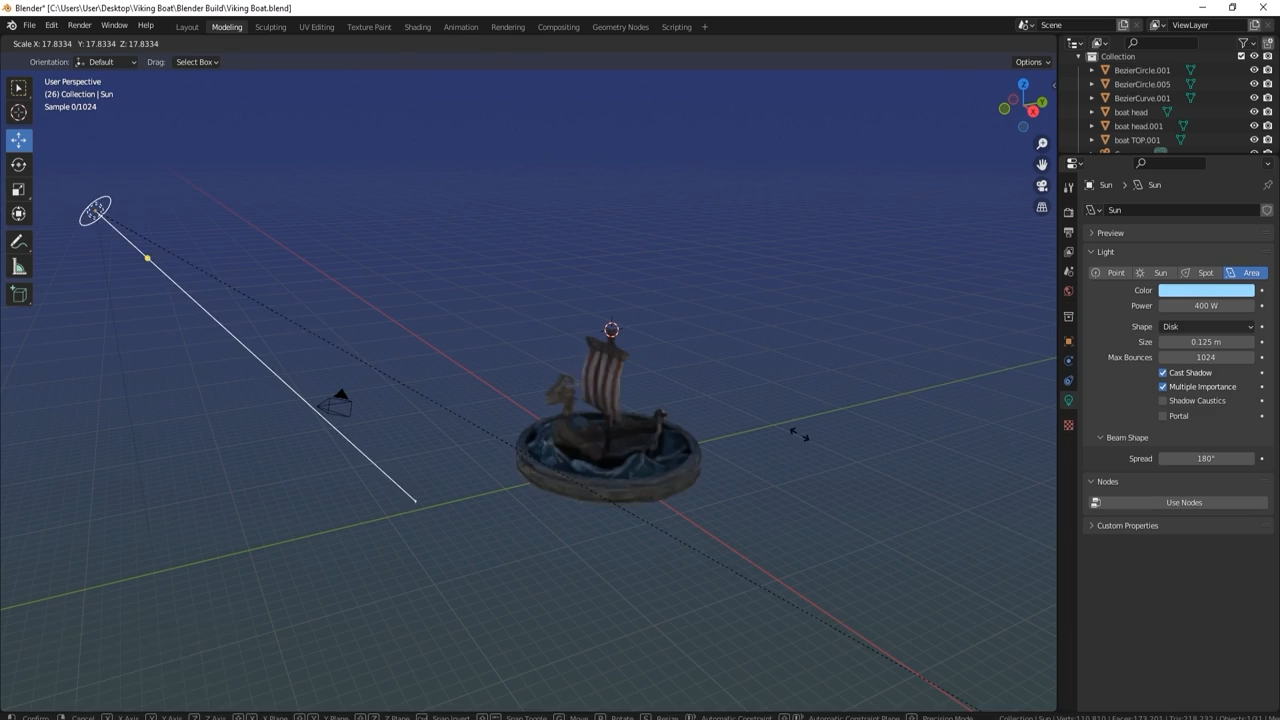 Blender* [C:\Users\User\Desktop\Viking Boat\Blender Build\Viking Boat.blend]
File Edit Render Window Help Layout Modeling Sculpting UV Editing Texture Paint Shading Animation Rendering Compositing Geometry Nodes Scripting + Scene ViewLayer
Scale X: 17.8334 Y: 17.8334 Z: 17.8334
Orientation: Default Drag: Select Box Options
User Perspective
(26) Collection | Sun
Sample 0/1024
Z
Y
X
Collection
BezierCircle.001
BezierCircle.005
BezierCurve.001
boat head
boat head.001
boat TOP.001
Sun > Sun
Sun
Preview
Light
Point Sun Spot Area
Color
Power 400 W
Shape Disk
Size 0.125 m
Max Bounces 1024
Cast Shadow
Multiple Importance
Shadow Caustics
Portal
Beam Shape
Spread 180°
Nodes
Use Nodes
Custom Properties